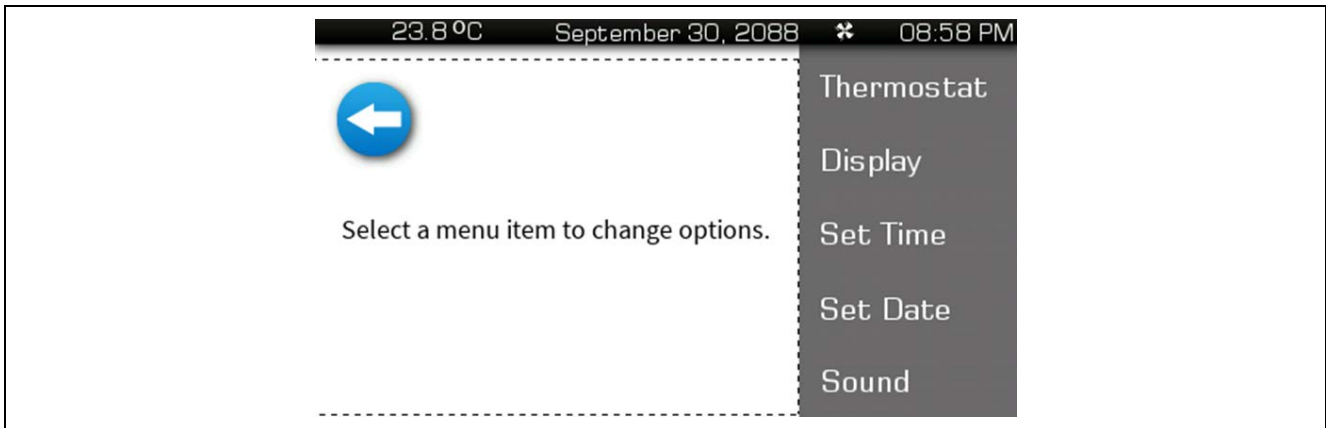 23.8 ºC September 30, 2088 08:58 PM
Thermostat
Display
Select a menu item to change options.
Set Time
Set Date
Sound